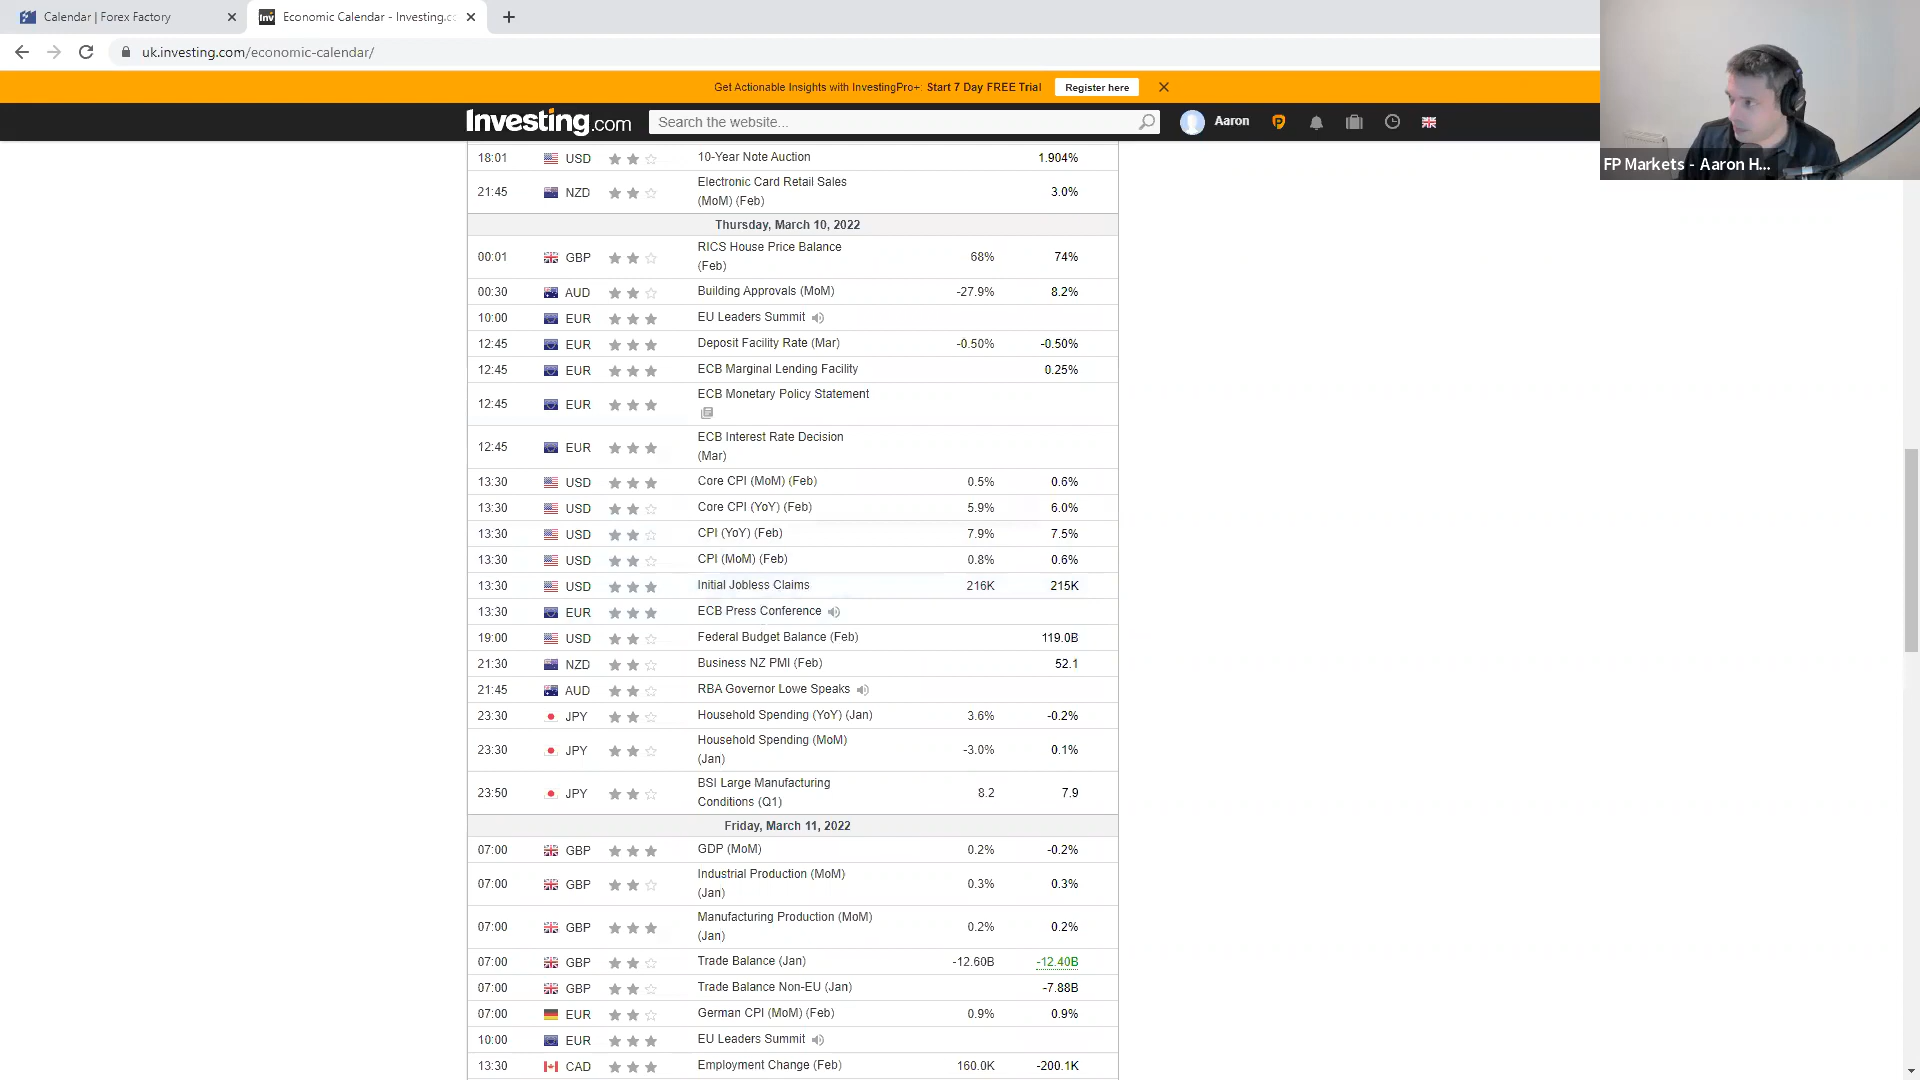 Calendar | Forex Factory
Economic Calendar - Investing.co
uk.investing.com/economic-calendar/
Get Actionable Insights with InvestingPro+: Start 7 Day FREE Trial
Register here
Investing.com
Search the website...
Aaron
FP Markets - Aaron H...
18:01 USD 10-Year Note Auction 1.904%
21:45 NZD Electronic Card Retail Sales (MoM) (Feb) 3.0%
Thursday, March 10, 2022
00:01 GBP RICS House Price Balance (Feb) 68% 74%
00:30 AUD Building Approvals (MoM) -27.9% 8.2%
10:00 EUR EU Leaders Summit
12:45 EUR Deposit Facility Rate (Mar) -0.50% -0.50%
12:45 EUR ECB Marginal Lending Facility 0.25%
12:45 EUR ECB Monetary Policy Statement
12:45 EUR ECB Interest Rate Decision (Mar)
13:30 USD Core CPI (MoM) (Feb) 0.5% 0.6%
13:30 USD Core CPI (YoY) (Feb) 5.9% 6.0%
13:30 USD CPI (YoY) (Feb) 7.9% 7.5%
13:30 USD CPI (MoM) (Feb) 0.8% 0.6%
13:30 USD Initial Jobless Claims 216K 215K
13:30 EUR ECB Press Conference
19:00 USD Federal Budget Balance (Feb) 119.0B
21:30 NZD Business NZ PMI (Feb) 52.1
21:45 AUD RBA Governor Lowe Speaks
23:30 JPY Household Spending (YoY) (Jan) 3.6% -0.2%
23:30 JPY Household Spending (MoM) (Jan) -3.0% 0.1%
23:50 JPY BSI Large Manufacturing Conditions (Q1) 8.2 7.9
Friday, March 11, 2022
07:00 GBP GDP (MoM) 0.2% -0.2%
07:00 GBP Industrial Production (MoM) (Jan) 0.3% 0.3%
07:00 GBP Manufacturing Production (MoM) (Jan) 0.2% 0.2%
07:00 GBP Trade Balance (Jan) -12.60B -12.40B
07:00 GBP Trade Balance Non-EU (Jan) -7.88B
07:00 EUR German CPI (MoM) (Feb) 0.9% 0.9%
10:00 EUR EU Leaders Summit
13:30 CAD Employment Change (Feb) 160.0K -200.1K